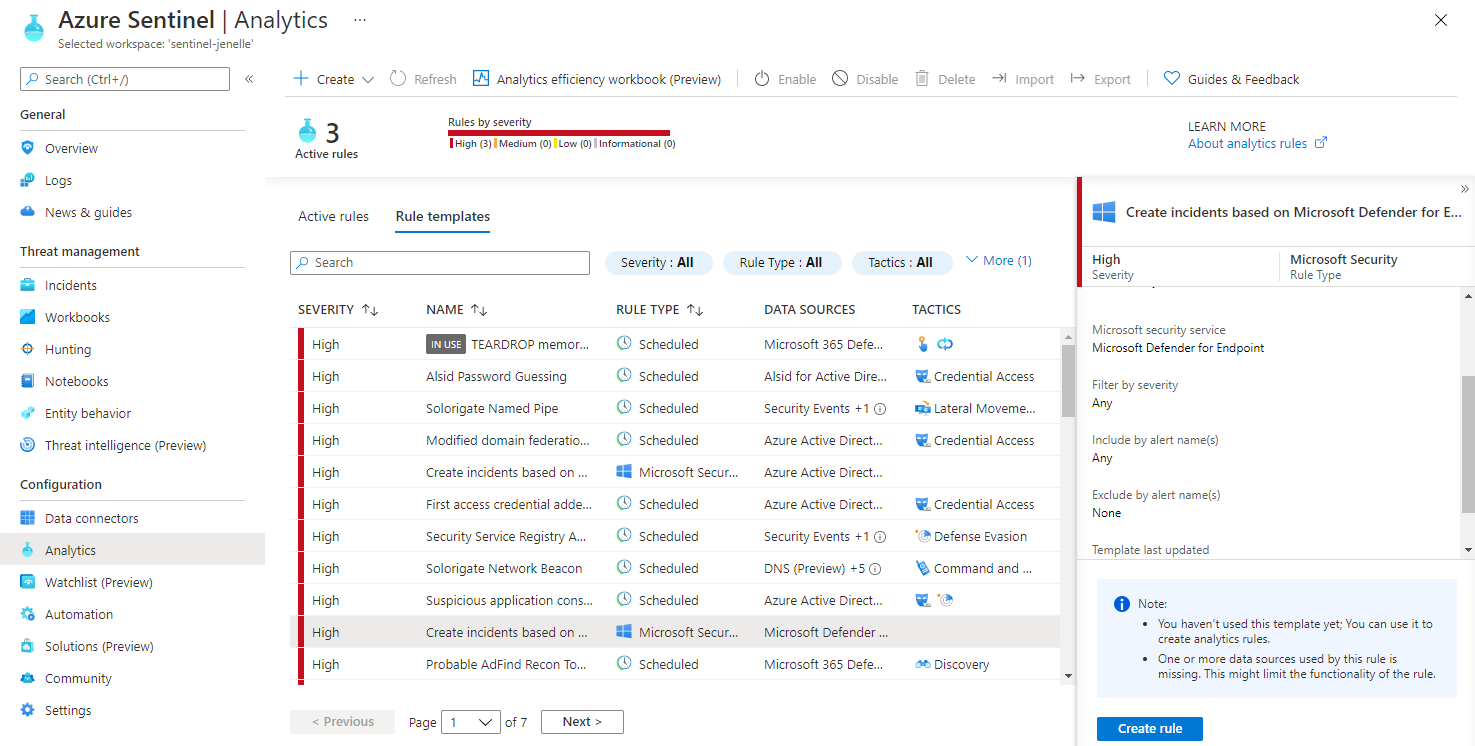 Azure Sentinel | Analytics ...
Selected workspace: 'sentinel-jenelle'
Search (Ctrl+/)
General
Overview
Logs
News & guides
Threat management
Incidents
Workbooks
Hunting
Notebooks
Entity behavior
Threat intelligence (Preview)
Configuration
Data connectors
Analytics
Watchlist (Preview)
Automation
Solutions (Preview)
Community
Settings
Create Refresh Analytics efficiency workbook (Preview) Enable Disable Delete Import Export Guides & Feedback
3
Active rules
Rules by severity
High (3) Medium (0) Low (0) Informational (0)
LEARN MORE
About analytics rules
Active rules Rule templates
Search Severity : All Rule Type : All Tactics : All More (1)
SEVERITY NAME RULE TYPE DATA SOURCES TACTICS
High IN USE TEARDROP memor... Scheduled Microsoft 365 Defe...
High Alsid Password Guessing Scheduled Alsid for Active Dire... Credential Access
High Solorigate Named Pipe Scheduled Security Events +1 Lateral Moveme...
High Modified domain federatio... Scheduled Azure Active Direct... Credential Access
High Create incidents based on ... Microsoft Secur... Azure Active Direct...
High First access credential adde... Scheduled Azure Active Direct... Credential Access
High Security Service Registry A... Scheduled Security Events +1 Defense Evasion
High Solorigate Network Beacon Scheduled DNS (Preview) +5 Command and ...
High Suspicious application cons... Scheduled Azure Active Direct...
High Create incidents based on ... Microsoft Secur... Microsoft Defender ...
High Probable AdFind Recon To... Scheduled Microsoft 365 Defe... Discovery
< Previous Page 1 of 7 Next >
Create incidents based on Microsoft Defender for E...
High Microsoft Security
Severity Rule Type
Microsoft security service
Microsoft Defender for Endpoint
Filter by severity
Any
Include by alert name(s)
Any
Exclude by alert name(s)
None
Template last updated
Note:
• You haven't used this template yet; You can use it to
create analytics rules.
• One or more data sources used by this rule is
missing. This might limit the functionality of the rule.
Create rule